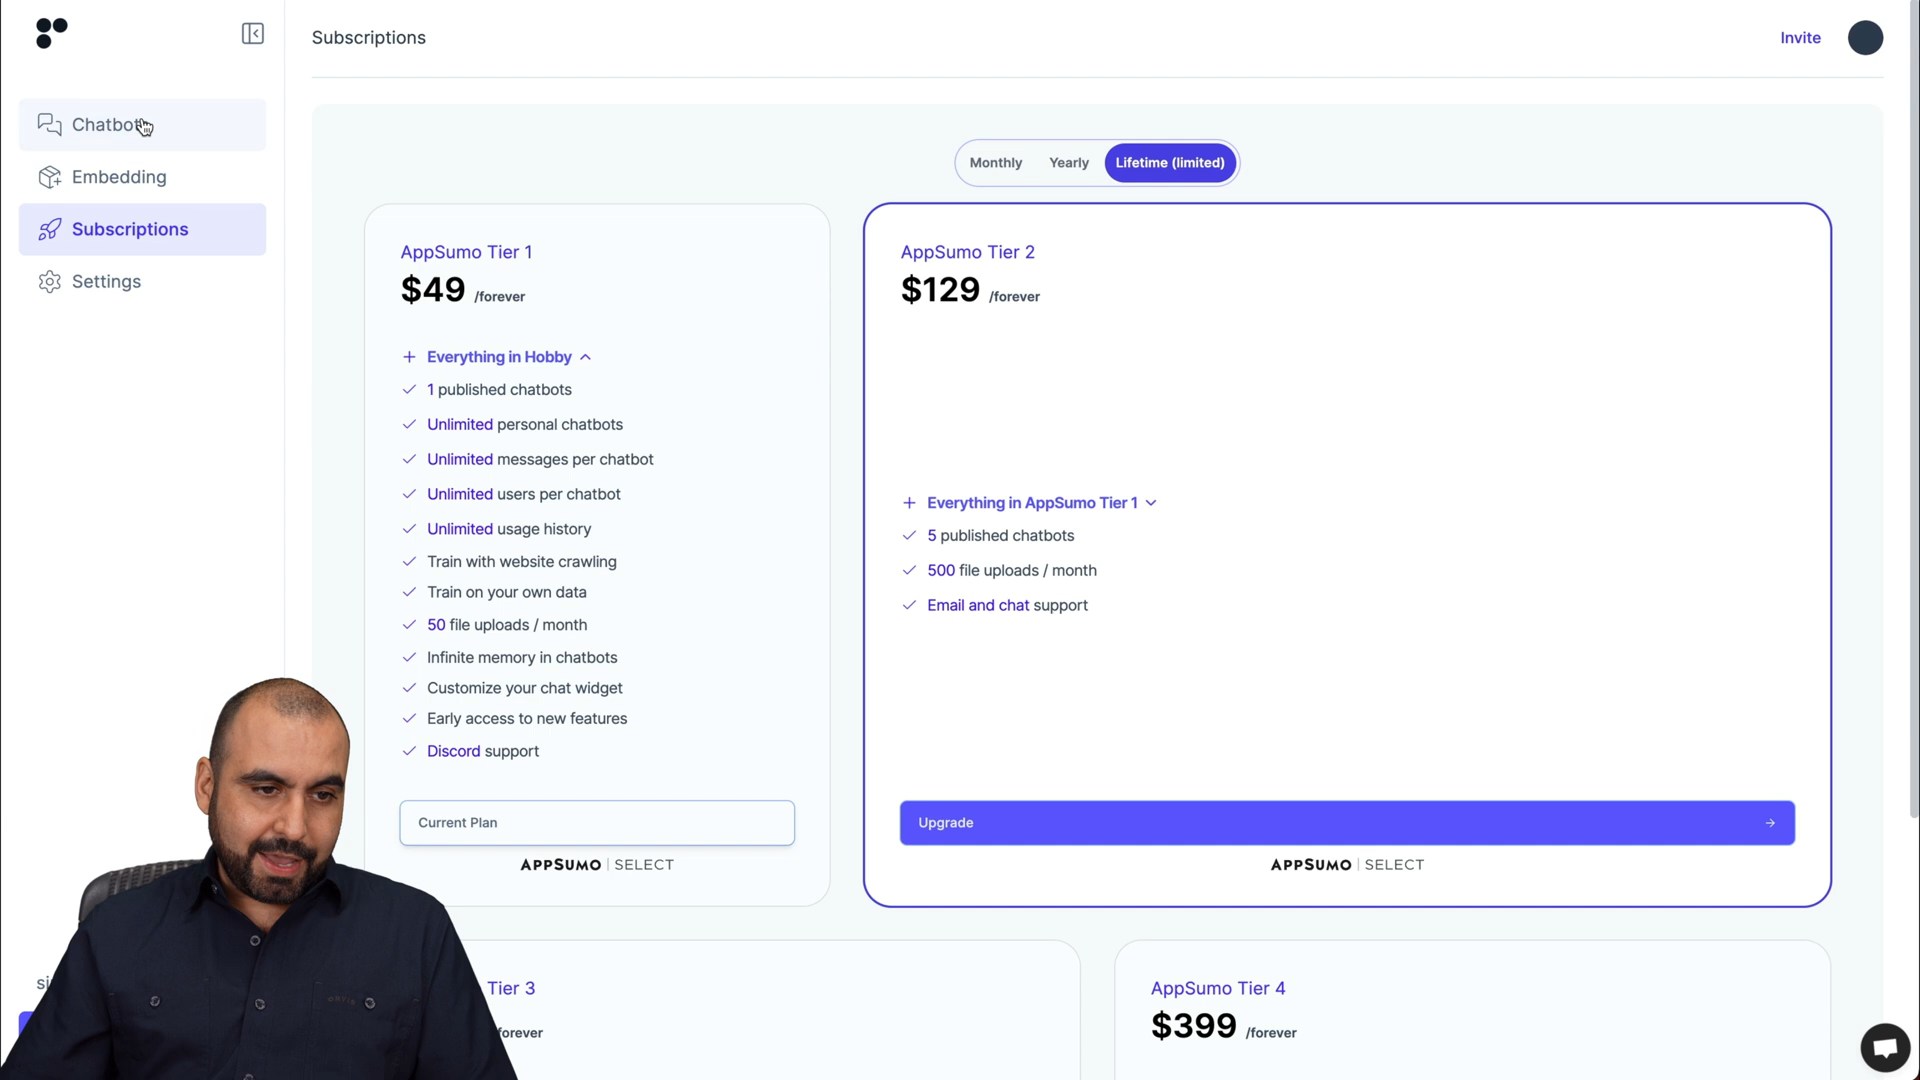 Subscriptions
Invite
Chatbot
Embedding
Subscriptions
Settings
Monthly
Yearly
Lifetime (limited)
AppSumo Tier 1
$49 /forever
Everything in Hobby
1 published chatbots
Unlimited personal chatbots
Unlimited messages per chatbot
Unlimited users per chatbot
Unlimited usage history
Train with website crawling
Train on your own data
50 file uploads / month
Infinite memory in chatbots
Customize your chat widget
Early access to new features
Discord support
Current Plan
APPSUMO | SELECT
AppSumo Tier 2
$129 /forever
Everything in AppSumo Tier 1
5 published chatbots
500 file uploads / month
Email and chat support
Upgrade
APPSUMO | SELECT
Tier 3
forever
AppSumo Tier 4
$399 /forever